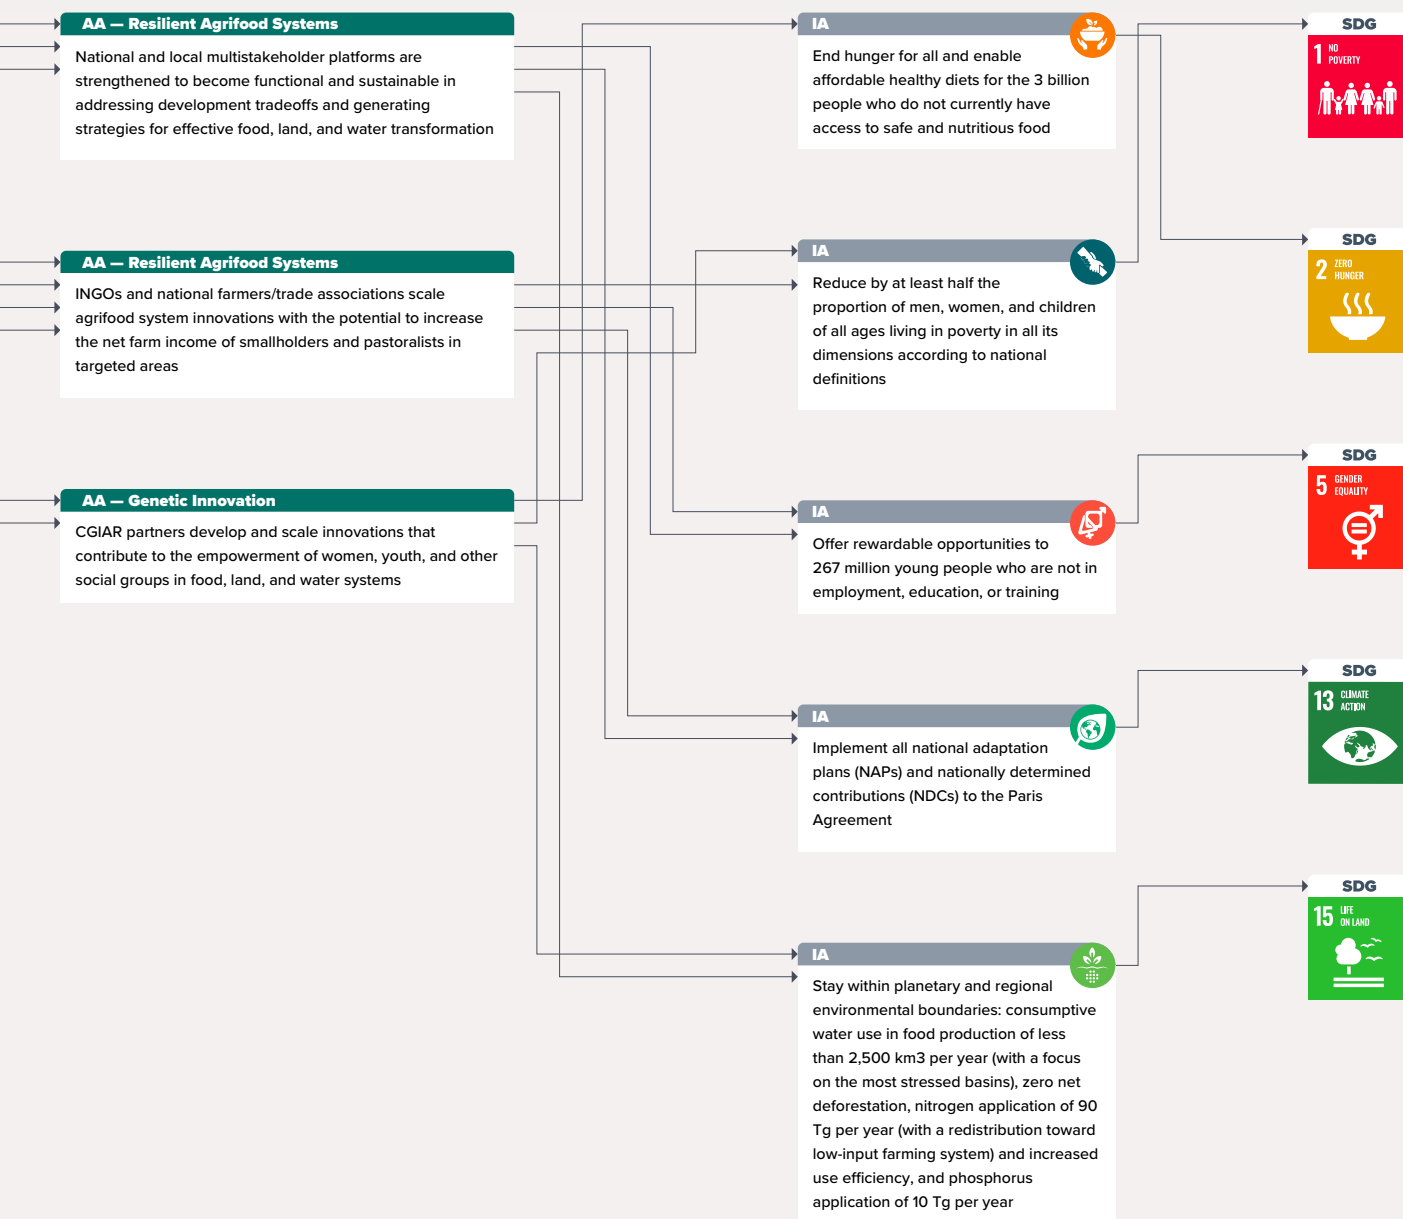 AA — Resilient Agrifood Systems
National and local multistakeholder platforms are
strengthened to become functional and sustainable in
addressing development tradeoffs and generating
strategies for effective food, land, and water transformation
AA — Resilient Agrifood Systems
INGOs and national farmers/trade associations scale
agrifood system innovations with the potential to increase
the net farm income of smallholders and pastoralists in
targeted areas
AA — Genetic Innovation
CGIAR partners develop and scale innovations that
contribute to the empowerment of women, youth, and other
social groups in food, land, and water systems
IA
End hunger for all and enable
affordable healthy diets for the 3 billion
people who do not currently have
access to safe and nutritious food
IA
Reduce by at least half the
proportion of men, women, and children
of all ages living in poverty in all its
dimensions according to national
definitions
IA
Offer rewardable opportunities to
267 million young people who are not in
employment, education, or training
IA
Implement all national adaptation
plans (NAPs) and nationally determined
contributions (NDCs) to the Paris
Agreement
IA
Stay within planetary and regional
environmental boundaries: consumptive
water use in food production of less
than 2,500 km3 per year (with a focus
on the most stressed basins), zero net
deforestation, nitrogen application of 90
Tg per year (with a redistribution toward
low-input farming system) and increased
use efficiency, and phosphorus
application of 10 Tg per year
SDG
1 NO
POVERTY
SDG
2 ZERO
HUNGER
SDG
5 GENDER
EQUALITY
SDG
13 CLIMATE
ACTION
SDG
15 LIFE
ON LAND